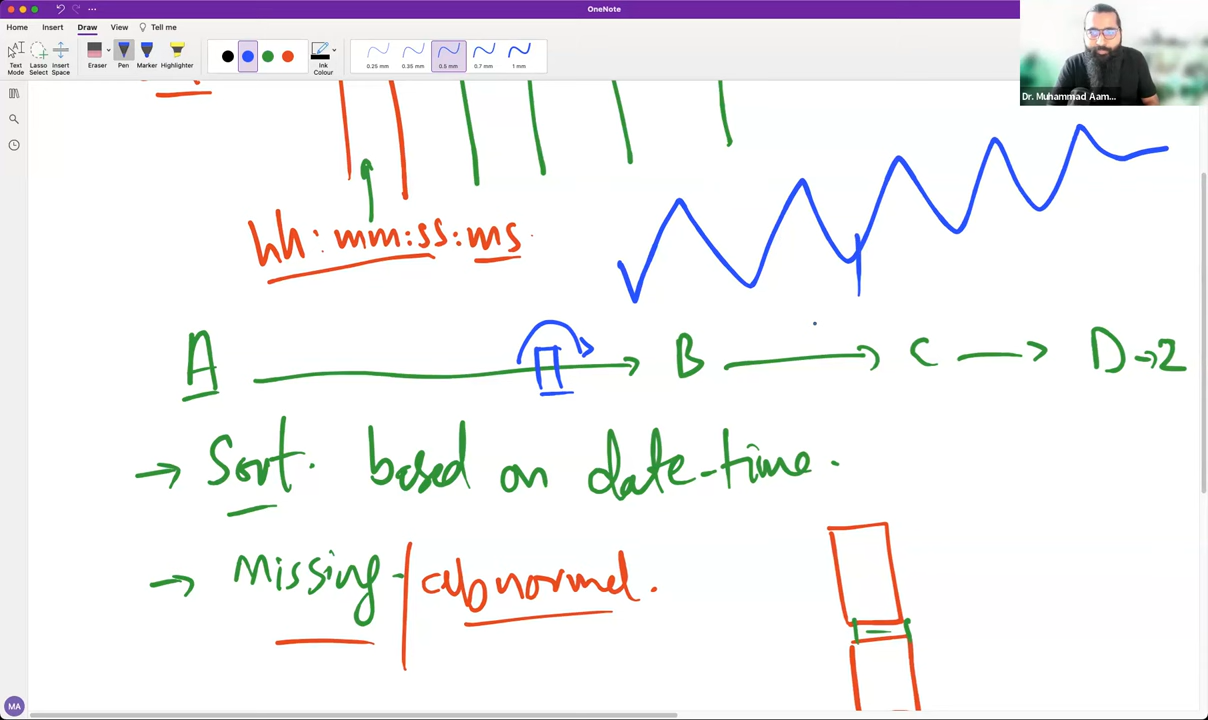 OneNote
Home Insert Draw View Tell me
Text Mode
Lasso Select
Insert Space
Eraser
Pen
Marker
Highlighter
Ink Colour
0.25 mm
0.35 mm
0.5 mm
0.7 mm
1 mm
Dr. Muhammad Aam...
hh:mm:ss:ms
A → B → C → D → 2
→ Sort. based on date-time.
→ Missing - abnormal.
MA